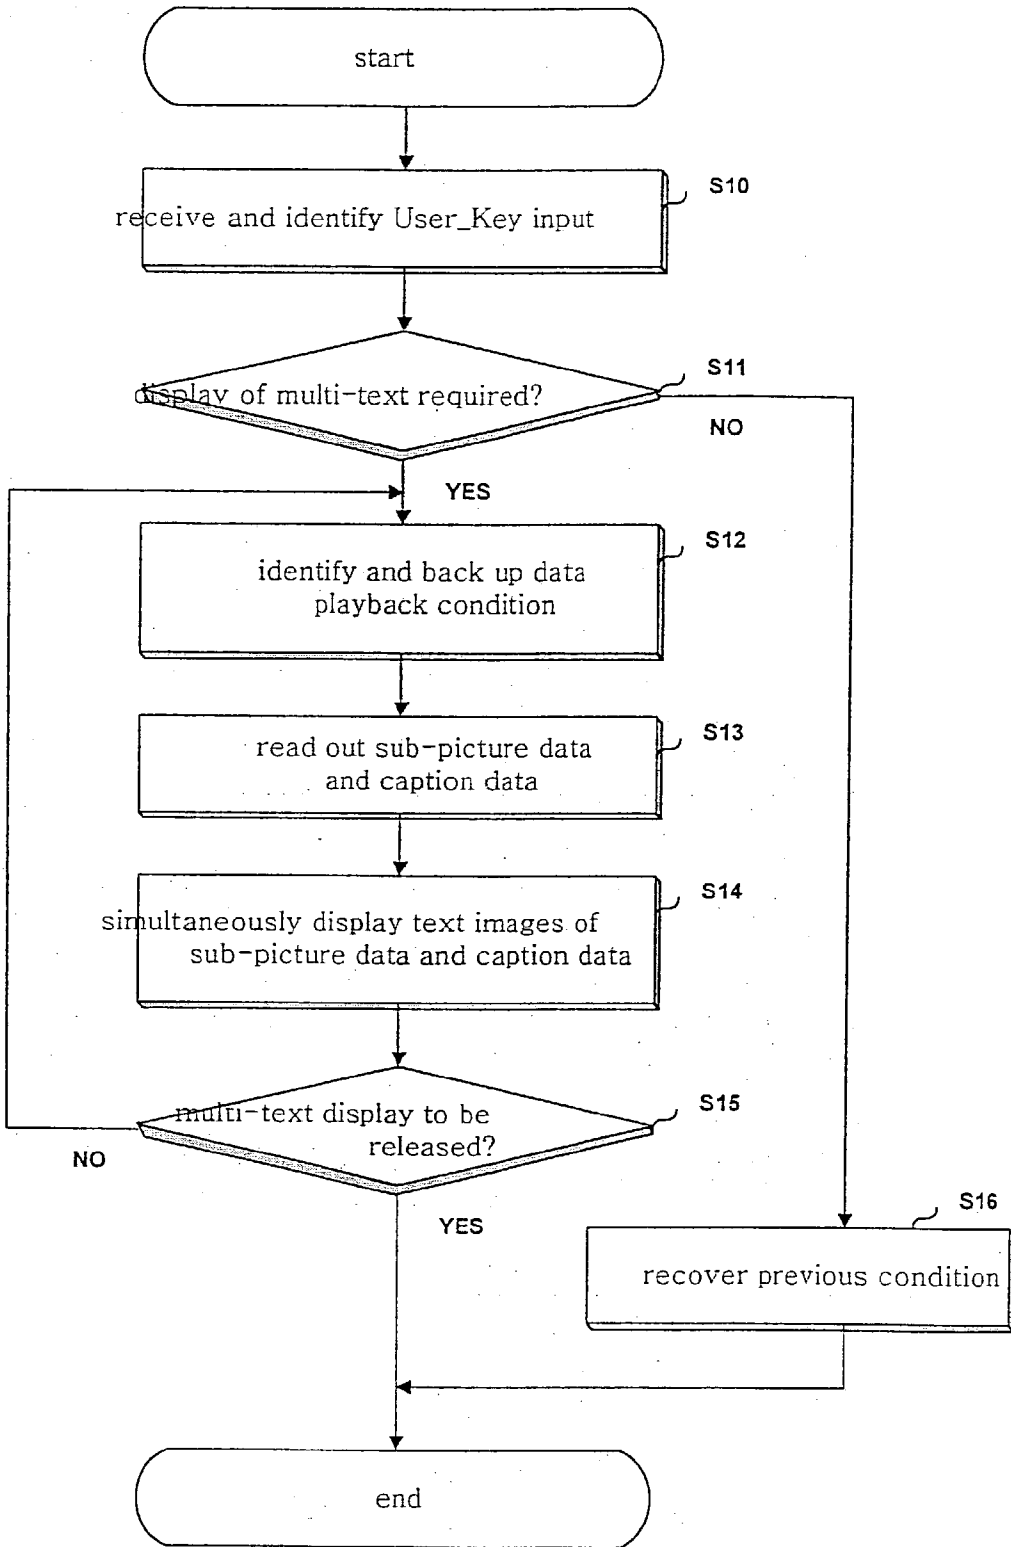 start
S10
receive and identify User_Key input
S11
display of multi-text required?
NO
YES
S12
identify and back up data
playback condition
S13
read out sub-picture data
and caption data
S14
simultaneously display text images of
sub-picture data and caption data
S15
multi-text display to be
released?
NO
YES
S16
recover previous condition
end